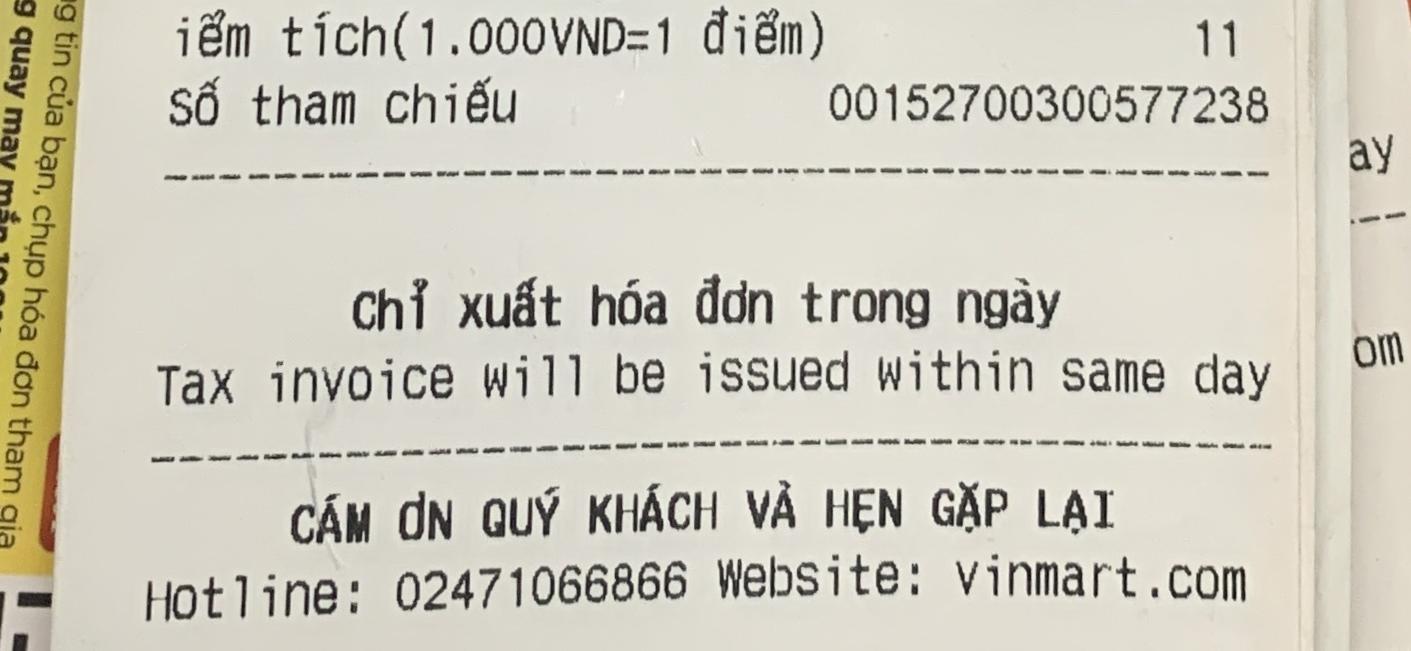 iểm tích(1.000VND=1 điểm) 11
Số tham chiếu 00152700300577238
Chỉ xuất hóa đơn trong ngày
Tax invoice will be issued within same day
CÁM ƠN QUÝ KHÁCH VÀ HẸN GẶP LẠI
Hotline: 02471066866 Website: vinmart.com
g tin của bạn, chụp hóa đơn tham gia
g quay may mắn
ay
om